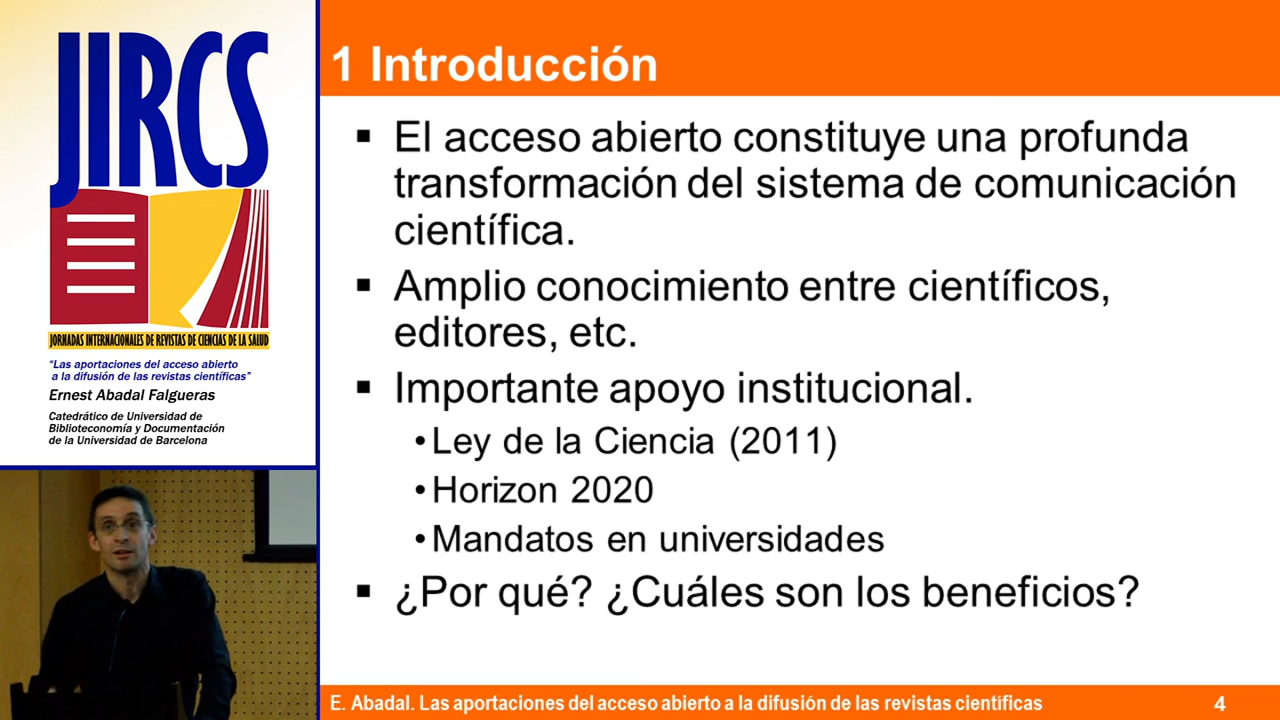 JIRCS
JORNADAS INTERNACIONALES DE REVISTAS DE CIENCIAS DE LA SALUD
“Las aportaciones del acceso abierto
a la difusión de las revistas científicas”
Ernest Abadal Falgueras
Catedrático de Universidad de
Biblioteconomía y Documentación
de la Universidad de Barcelona
1 Introducción
▪ El acceso abierto constituye una profunda
transformación del sistema de comunicación
científica.
▪ Amplio conocimiento entre científicos,
editores, etc.
▪ Importante apoyo institucional.
•Ley de la Ciencia (2011)
•Horizon 2020
•Mandatos en universidades
▪ ¿Por qué? ¿Cuáles son los beneficios?
E. Abadal. Las aportaciones del acceso abierto a la difusión de las revistas científicas
4